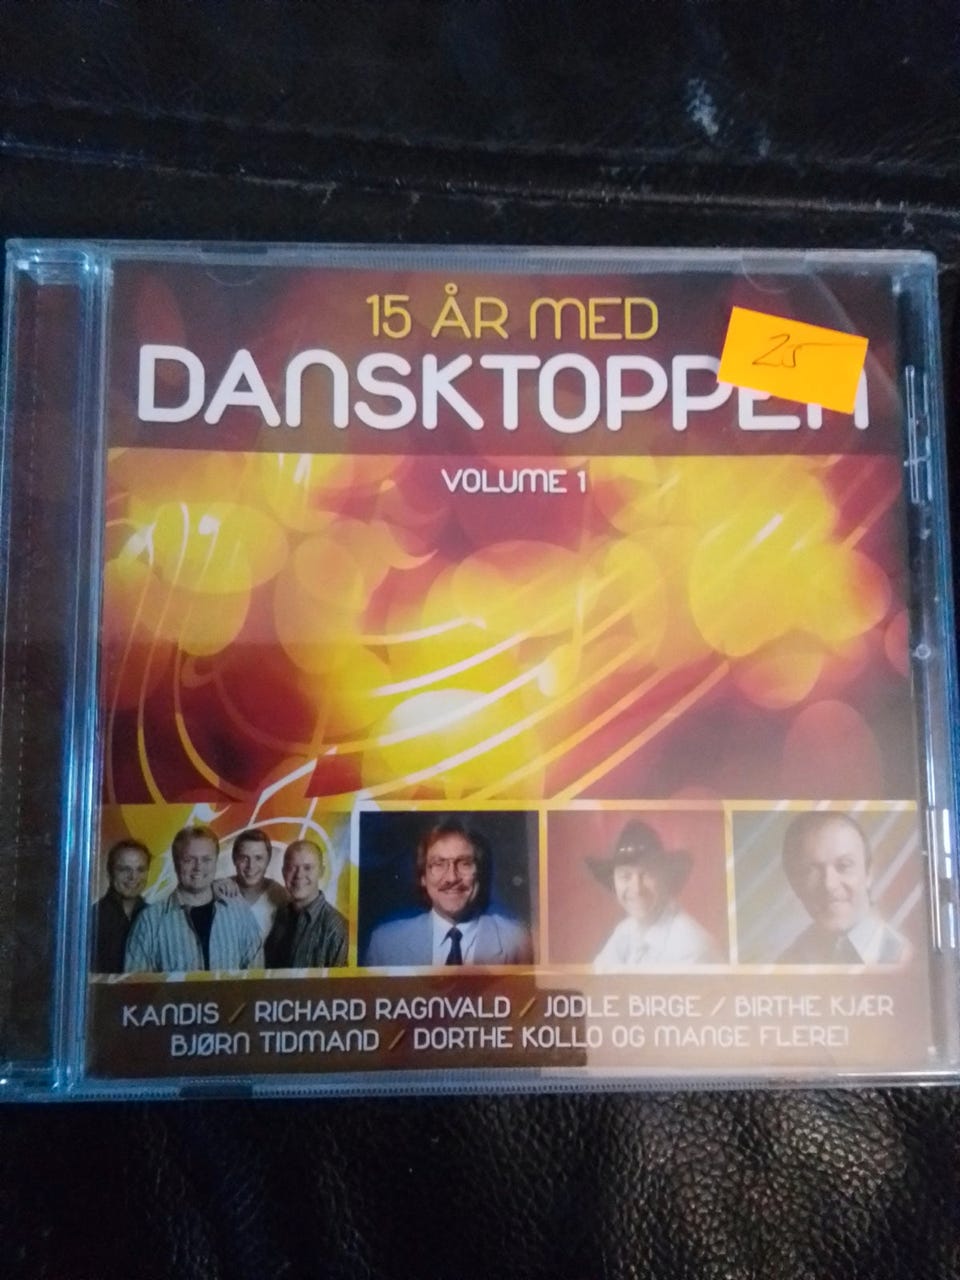 15 ÅR MED
DANSKTOPPEN
25
VOLUME 1
KANDIS / RICHARD RAGNVALD / JODLE BIRGE / BIRTHE KJÆR
BJØRN TIDMAND / DORTHE KOLLO OG MANGE FLERE!